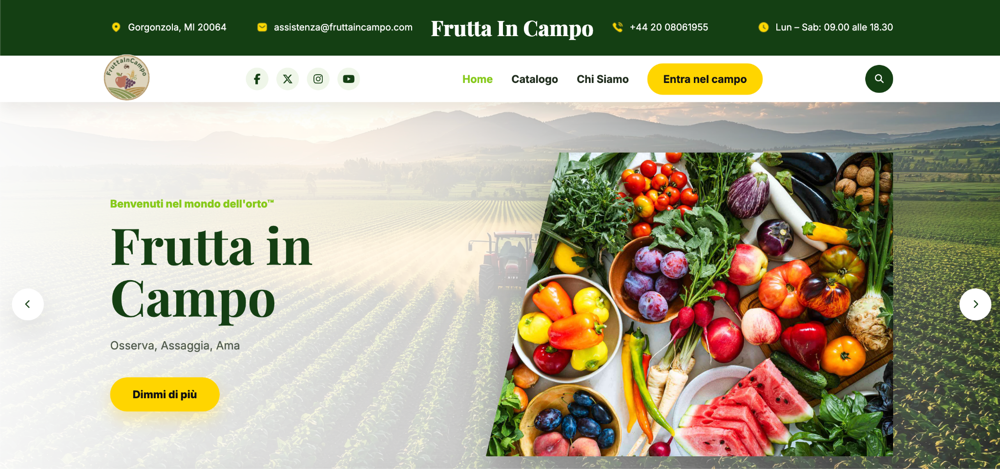 Gorgonzola, MI 20064
assistenza@fruttaincampo.com
Frutta In Campo
+44 20 08061955
Lun – Sab: 09.00 alle 18.30
FruttaInCampo
Home
Catalogo
Chi Siamo
Entra nel campo
Benvenuti nel mondo dell'orto™
Frutta in
Campo
Osserva, Assaggia, Ama
Dimmi di più